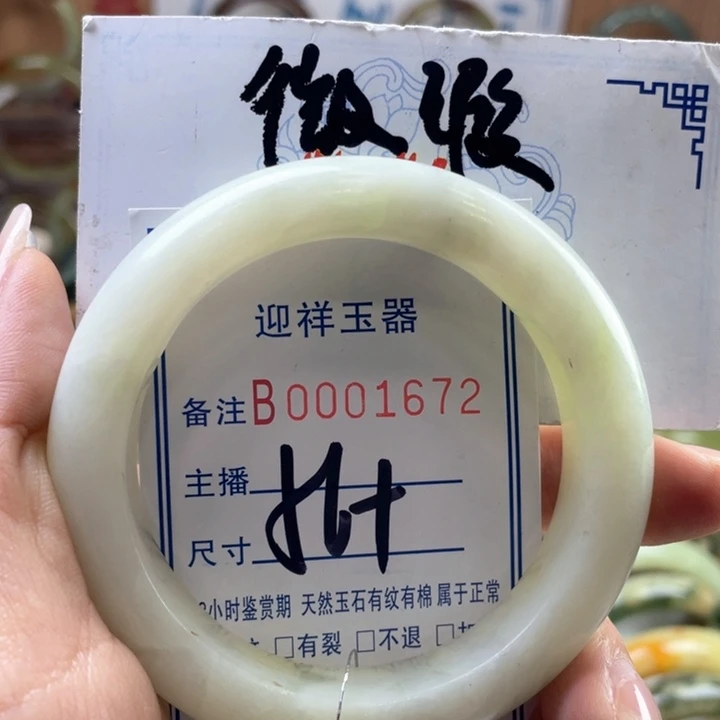 微瑕
迎祥玉器
备注B0001672
主播
尺寸
小时鉴赏期 天然玉石有纹有棉 属于正常
□有裂 □不退 □